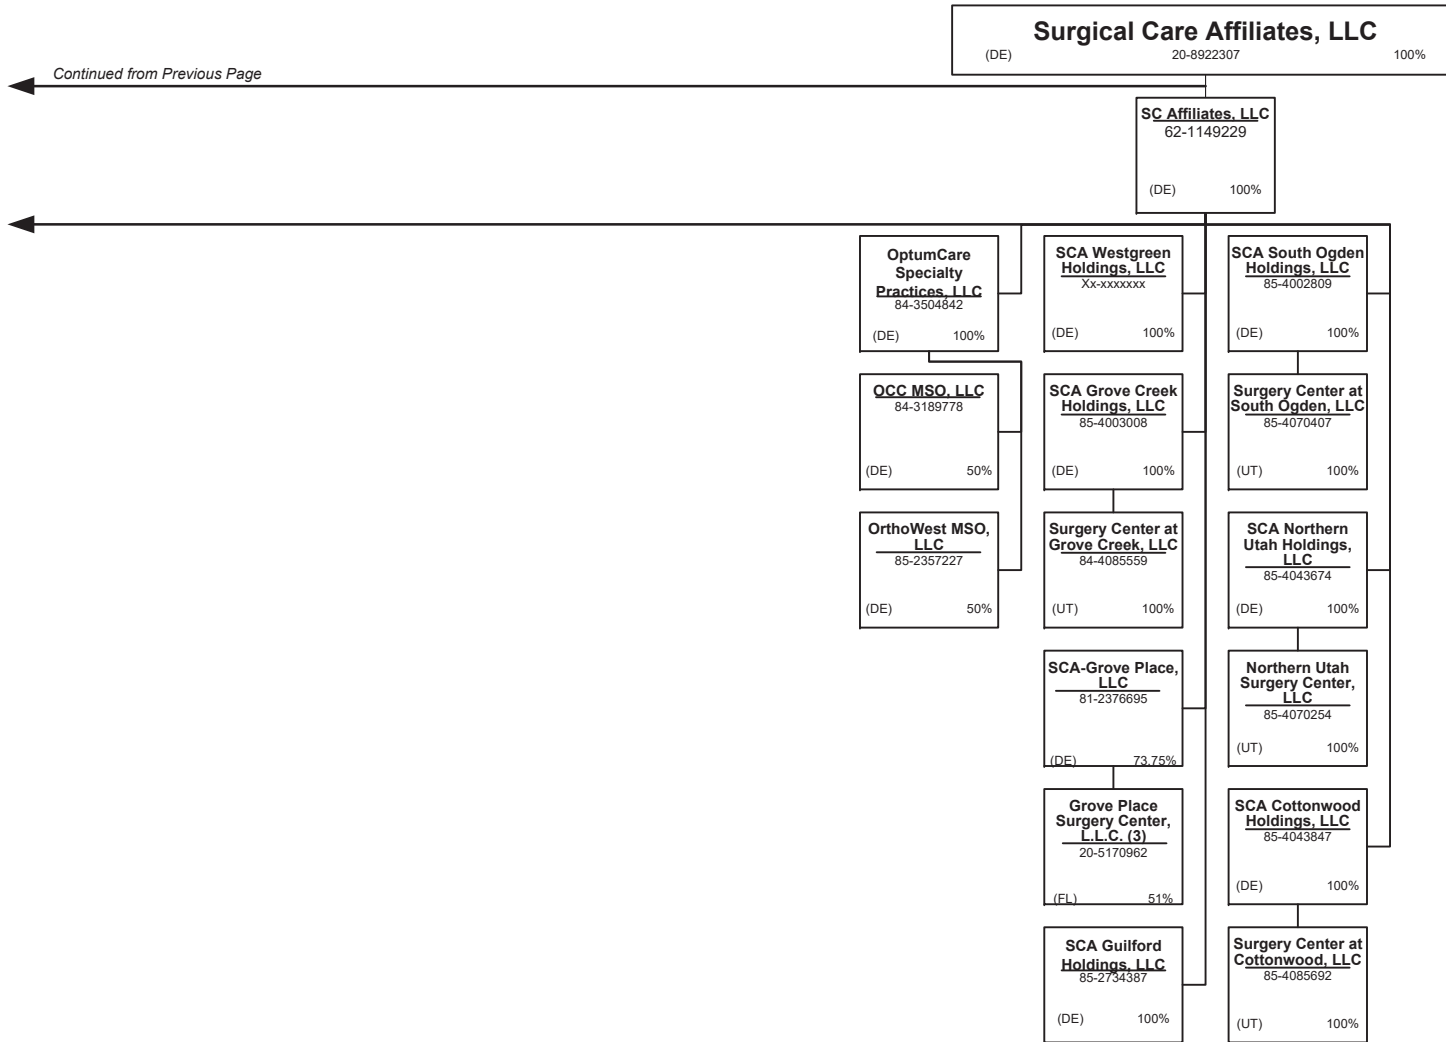 Surgical Care Affiliates, LLC
(DE) 20-8922307 100%
Continued from Previous Page
SC Affiliates, LLC
62-1149229
(DE) 100%
OptumCare
Specialty
Practices, LLC
84-3504842
(DE) 100%
OCC MSO, LLC
84-3189778
(DE) 50%
OrthoWest MSO,
LLC
85-2357227
(DE) 50%
SCA Westgreen
Holdings, LLC
Xx-xxxxxxx
(DE) 100%
SCA Grove Creek
Holdings, LLC
85-4003008
(DE) 100%
Surgery Center at
Grove Creek, LLC
84-4085559
(UT) 100%
SCA-Grove Place,
LLC
81-2376695
(DE) 73.75%
Grove Place
Surgery Center,
L.L.C. (3)
20-5170962
(FL) 51%
SCA Guilford
Holdings, LLC
85-2734387
(DE) 100%
SCA South Ogden
Holdings, LLC
85-4002809
(DE) 100%
Surgery Center at
South Ogden, LLC
85-4070407
(UT) 100%
SCA Northern
Utah Holdings,
LLC
85-4043674
(DE) 100%
Northern Utah
Surgery Center,
LLC
85-4070254
(UT) 100%
SCA Cottonwood
Holdings, LLC
85-4043847
(DE) 100%
Surgery Center at
Cottonwood, LLC
85-4085692
(UT) 100%